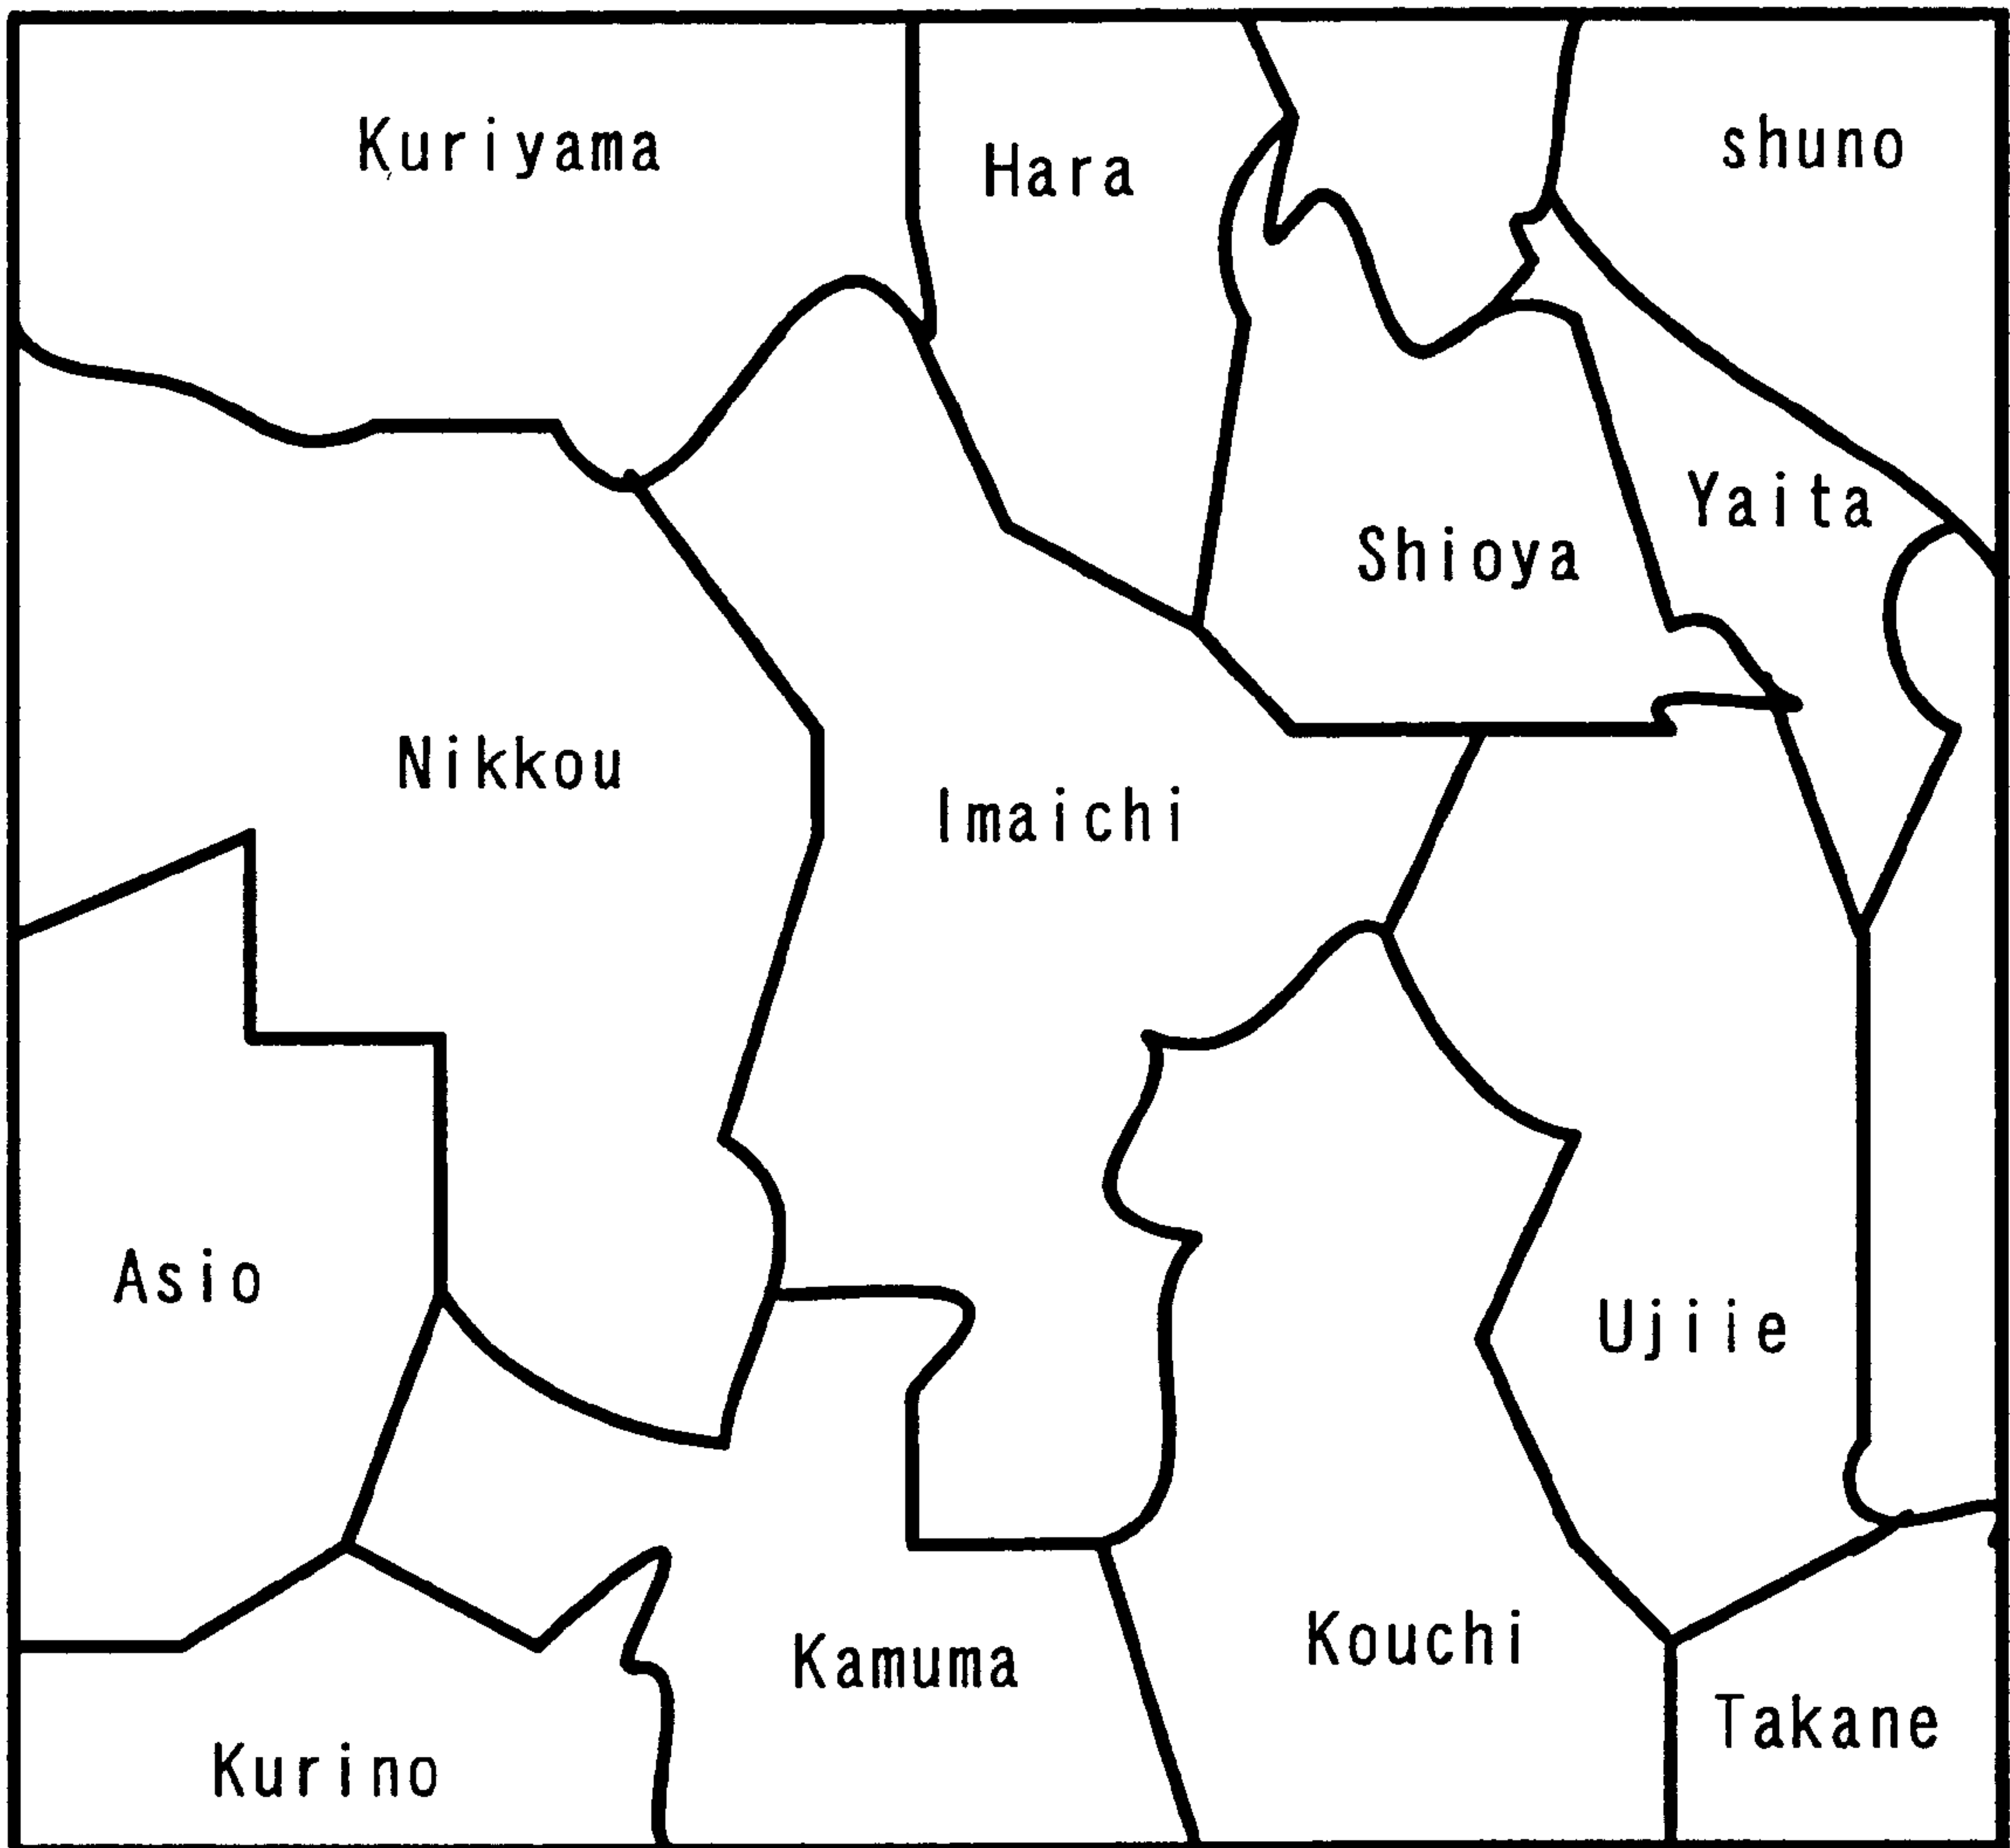 Kuriyama
Hara
shuno
Yaita
Shioya
Nikkou
Imaichi
Asio
Ujiie
Kamuma
Kouchi
Takane
Kurino